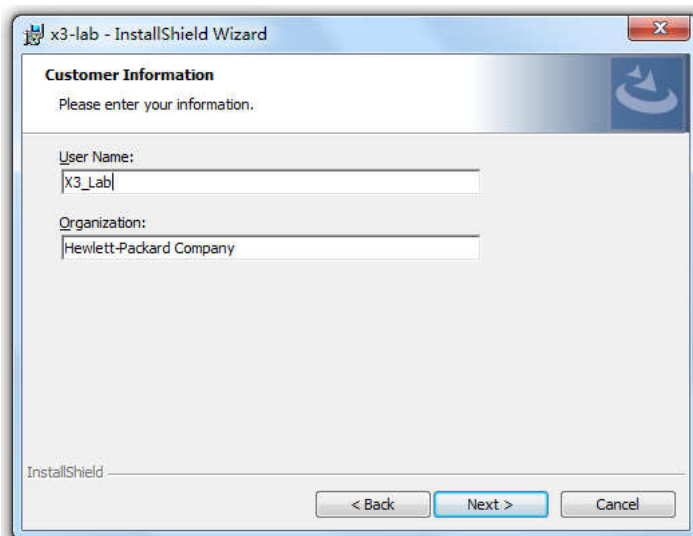 x3-lab - InstallShield Wizard
Customer Information
Please enter your information.
User Name:
X3_Lab
Organization:
Hewlett-Packard Company
InstallShield
< Back Next > Cancel